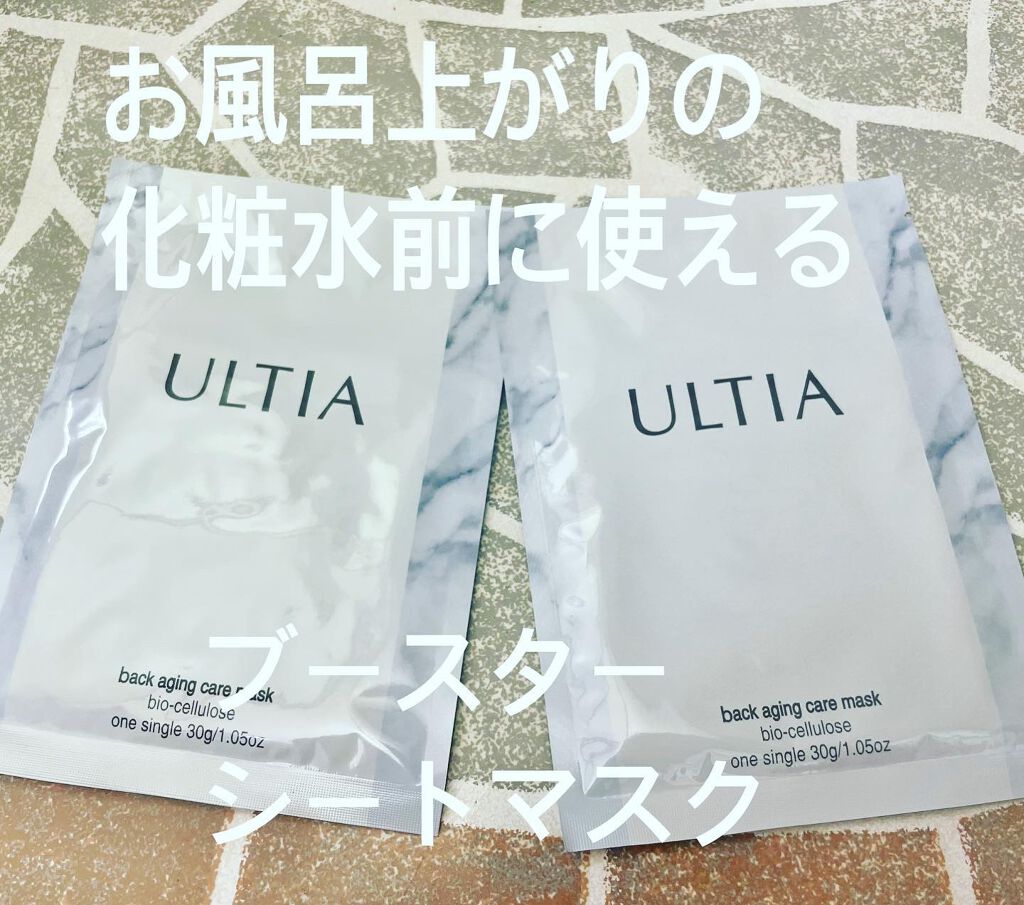 お風呂上がりの
化粧水前に使える
ULTIA
back aging care mask
bio-cellulose
one single 30g/1.05oz
ULTIA
back aging care mask
bio-cellulose
one single 30g/1.05oz
ブースター
シートマスク